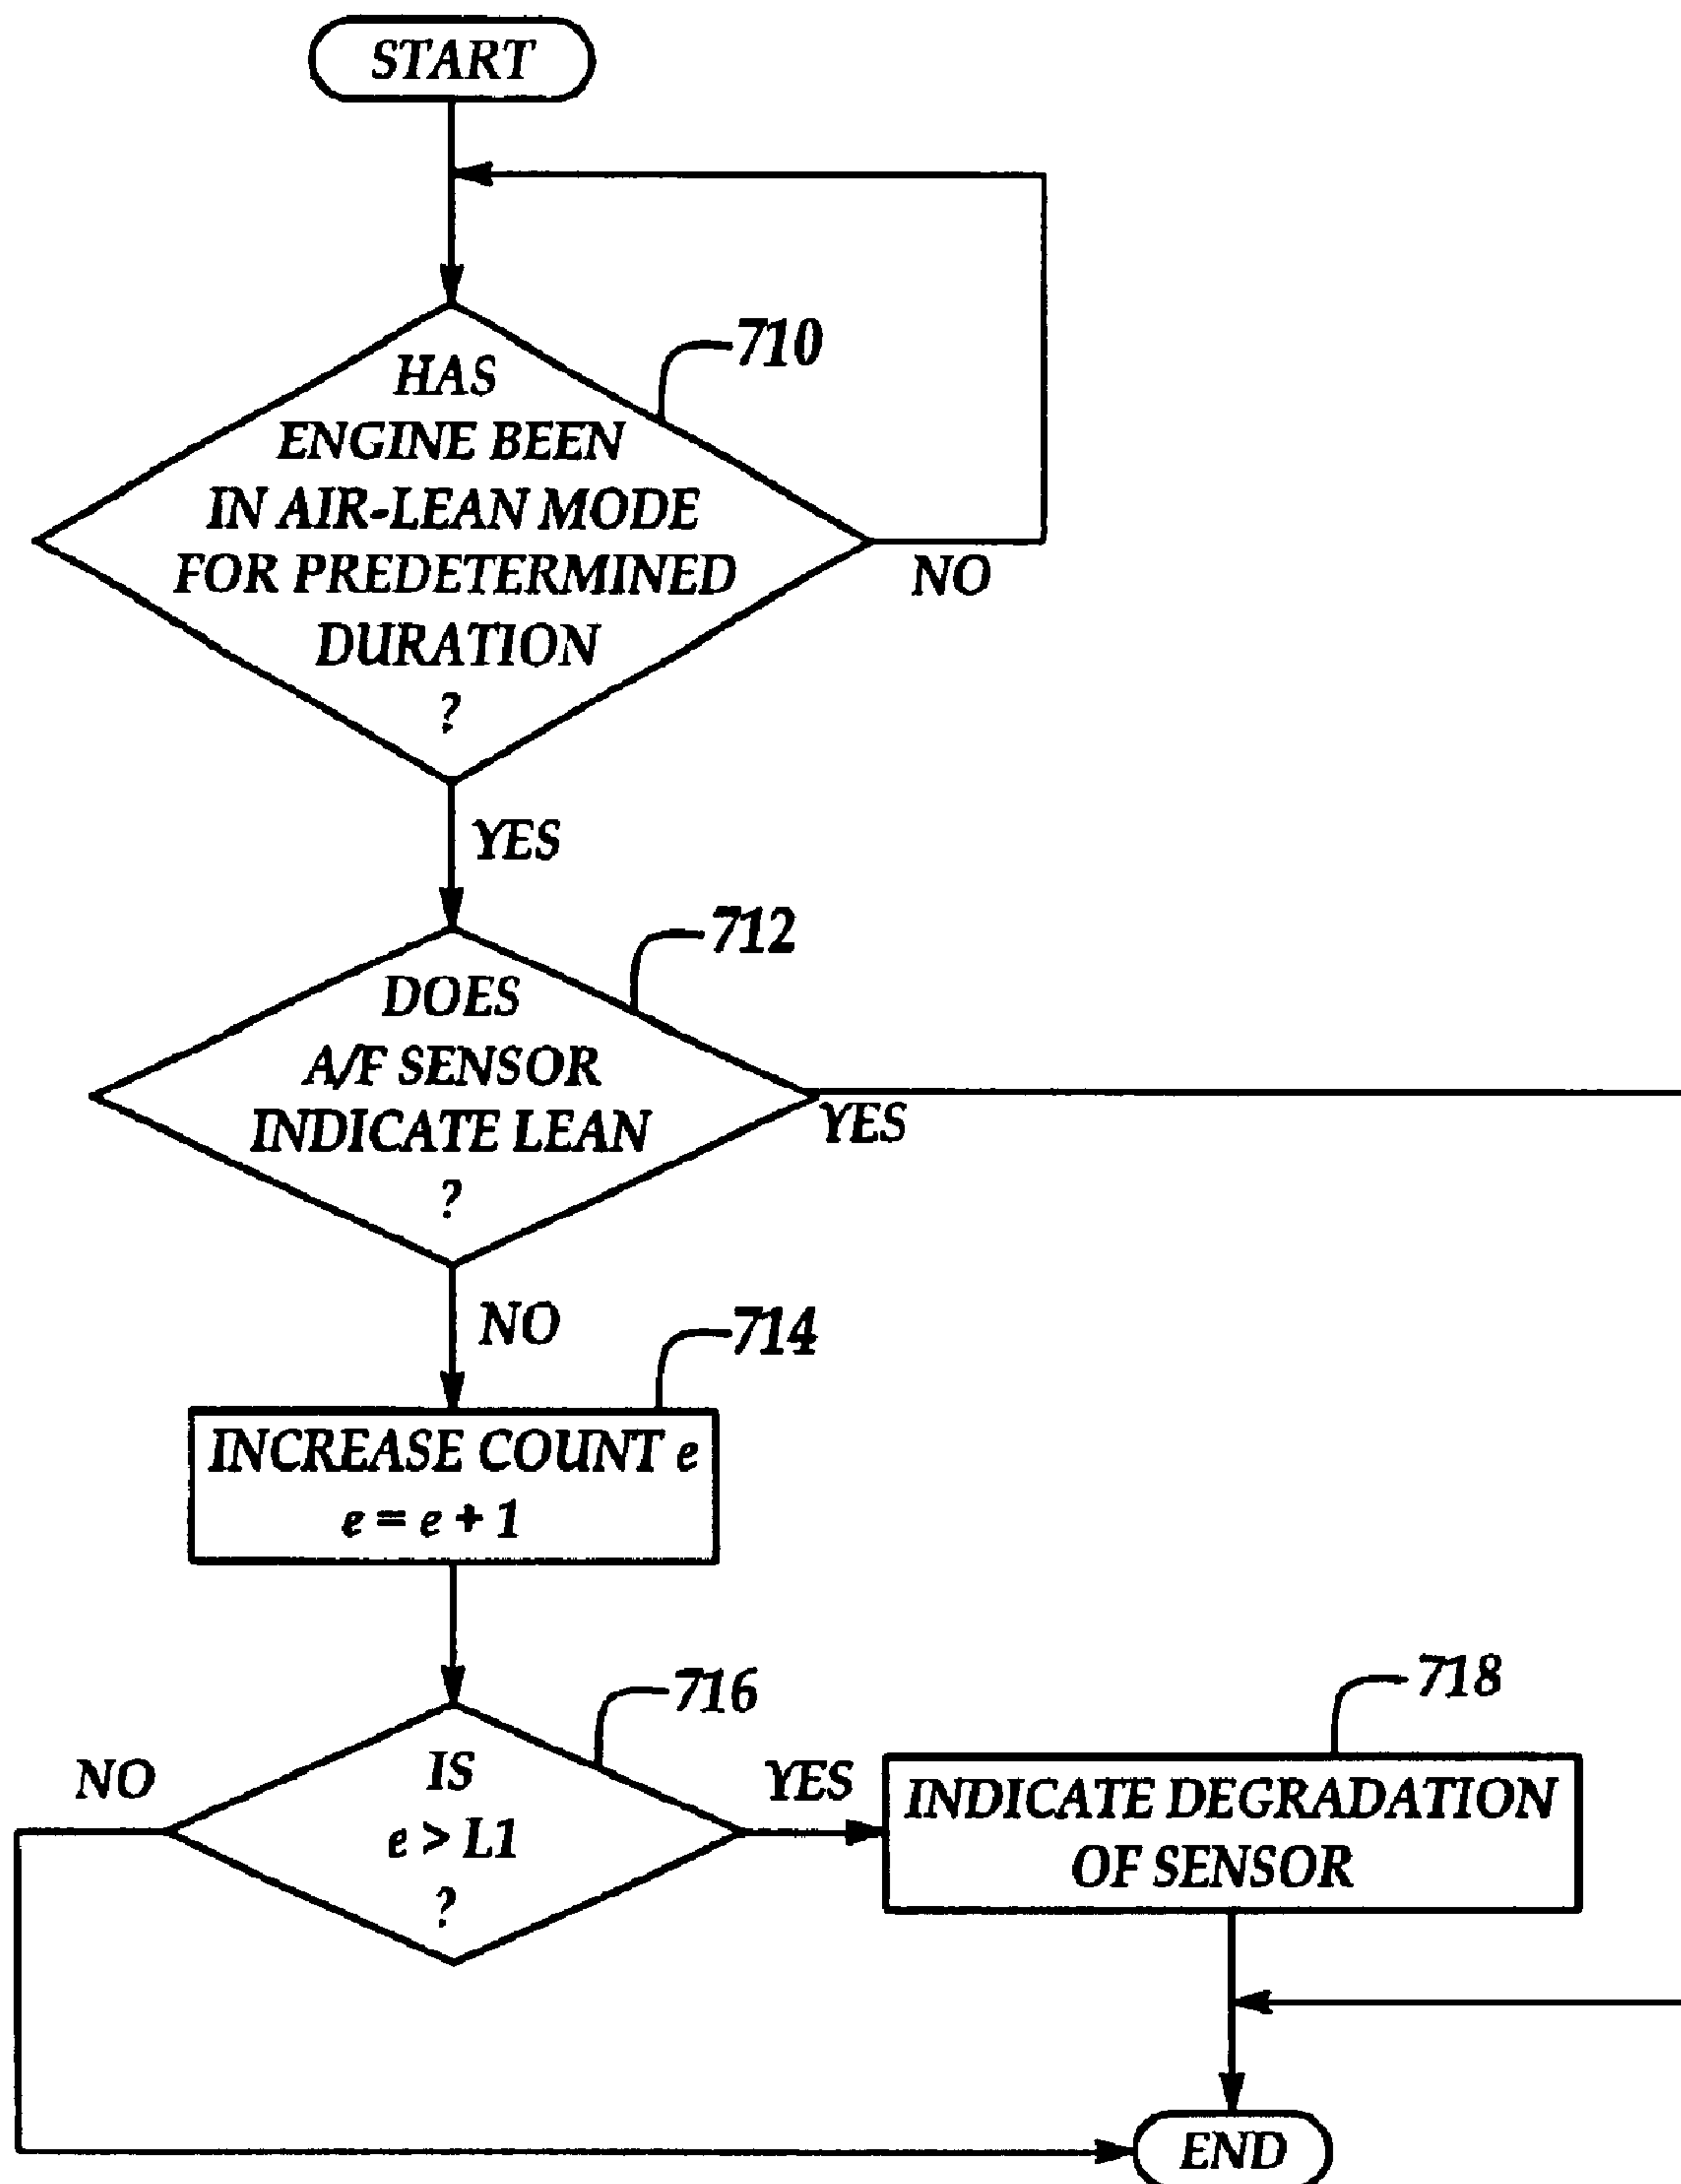 START
710
HAS
ENGINE BEEN
IN AIR-LEAN MODE
FOR PREDETERMINED
DURATION
?
NO
YES
712
DOES
A/F SENSOR
INDICATE LEAN
?
YES
NO
714
INCREASE COUNT e
e = e + 1
716
IS
e > L1
?
NO
YES
718
INDICATE DEGRADATION
OF SENSOR
END